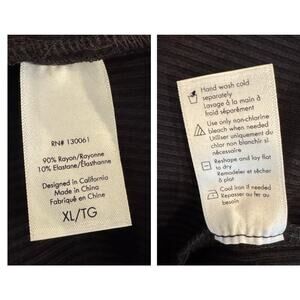 RN# 130061
90% Rayon/Rayonne
10% Elastane/Élasthanne
Designed in California
Made in China
Fabriqué en Chine
XL/TG
Hand wash cold
separately
Lavage à la main à
froid séparément
Use only non-chlorine
bleach when needed
Utiliser uniquement du
chlor non blanchir si
nécessaire
Reshape and lay flat
to dry
Remodeler et sécher
à plat
Cool iron if needed
Repasser au fer au
besoin